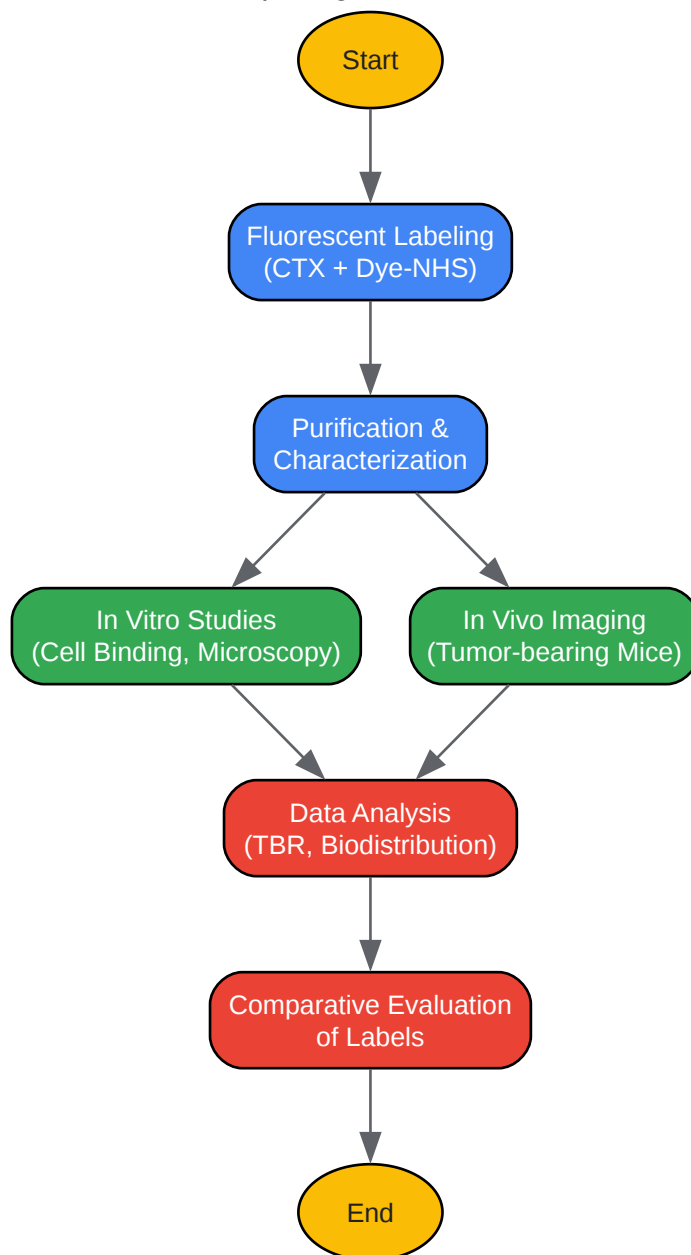 Start
Fluorescent Labeling
(CTX + Dye-NHS)
Purification &
Characterization
In Vitro Studies
(Cell Binding, Microscopy)
In Vivo Imaging
(Tumor-bearing Mice)
Data Analysis
(TBR, Biodistribution)
Comparative Evaluation
of Labels
End